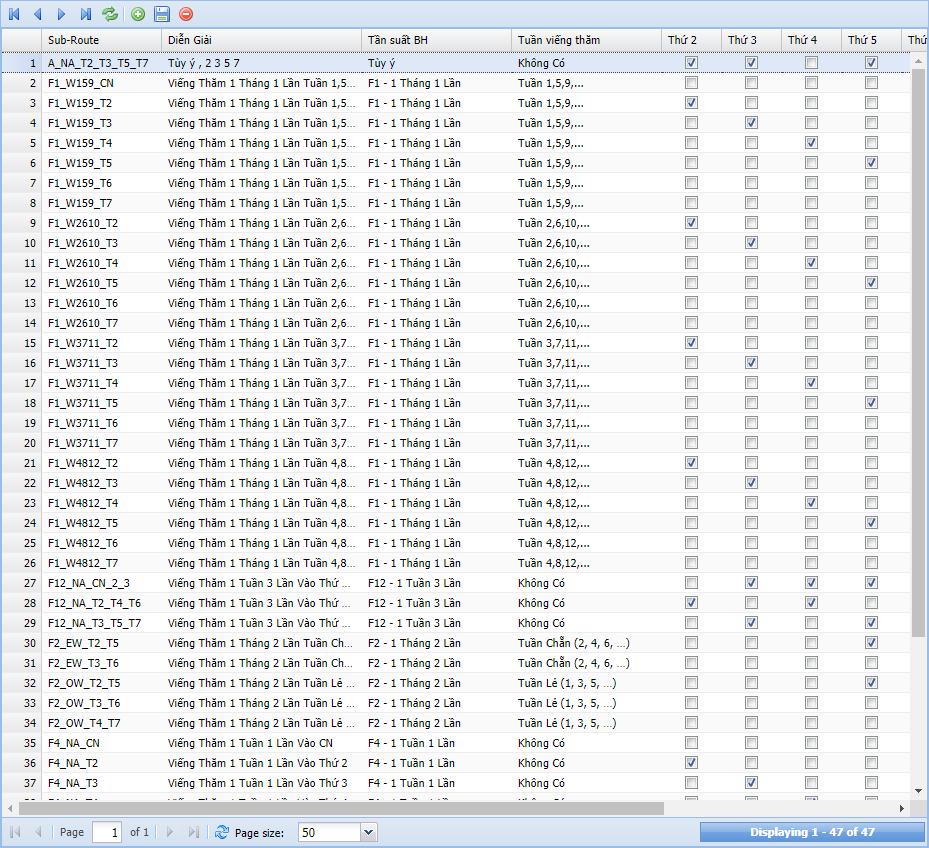 Sub-Route Diễn Giải Tần suất BH Tuần viếng thăm Thứ 2 Thứ 3 Thứ 4 Thứ 5 Thứ
1 A_NA_T2_T3_T5_T7 Tùy ý , 2 3 5 7 Tùy ý Không Có
2 F1_W159_CN Viếng Thăm 1 Tháng 1 Lần Tuần 1,5... F1 - 1 Tháng 1 Lần Tuần 1,5,9,...
3 F1_W159_T2 Viếng Thăm 1 Tháng 1 Lần Tuần 1,5... F1 - 1 Tháng 1 Lần Tuần 1,5,9,...
4 F1_W159_T3 Viếng Thăm 1 Tháng 1 Lần Tuần 1,5... F1 - 1 Tháng 1 Lần Tuần 1,5,9,...
5 F1_W159_T4 Viếng Thăm 1 Tháng 1 Lần Tuần 1,5... F1 - 1 Tháng 1 Lần Tuần 1,5,9,...
6 F1_W159_T5 Viếng Thăm 1 Tháng 1 Lần Tuần 1,5... F1 - 1 Tháng 1 Lần Tuần 1,5,9,...
7 F1_W159_T6 Viếng Thăm 1 Tháng 1 Lần Tuần 1,5... F1 - 1 Tháng 1 Lần Tuần 1,5,9,...
8 F1_W159_T7 Viếng Thăm 1 Tháng 1 Lần Tuần 1,5... F1 - 1 Tháng 1 Lần Tuần 1,5,9,...
9 F1_W2610_T2 Viếng Thăm 1 Tháng 1 Lần Tuần 2,6... F1 - 1 Tháng 1 Lần Tuần 2,6,10,...
10 F1_W2610_T3 Viếng Thăm 1 Tháng 1 Lần Tuần 2,6... F1 - 1 Tháng 1 Lần Tuần 2,6,10,...
11 F1_W2610_T4 Viếng Thăm 1 Tháng 1 Lần Tuần 2,6... F1 - 1 Tháng 1 Lần Tuần 2,6,10,...
12 F1_W2610_T5 Viếng Thăm 1 Tháng 1 Lần Tuần 2,6... F1 - 1 Tháng 1 Lần Tuần 2,6,10,...
13 F1_W2610_T6 Viếng Thăm 1 Tháng 1 Lần Tuần 2,6... F1 - 1 Tháng 1 Lần Tuần 2,6,10,...
14 F1_W2610_T7 Viếng Thăm 1 Tháng 1 Lần Tuần 2,6... F1 - 1 Tháng 1 Lần Tuần 2,6,10,...
15 F1_W3711_T2 Viếng Thăm 1 Tháng 1 Lần Tuần 3,7... F1 - 1 Tháng 1 Lần Tuần 3,7,11,...
16 F1_W3711_T3 Viếng Thăm 1 Tháng 1 Lần Tuần 3,7... F1 - 1 Tháng 1 Lần Tuần 3,7,11,...
17 F1_W3711_T4 Viếng Thăm 1 Tháng 1 Lần Tuần 3,7... F1 - 1 Tháng 1 Lần Tuần 3,7,11,...
18 F1_W3711_T5 Viếng Thăm 1 Tháng 1 Lần Tuần 3,7... F1 - 1 Tháng 1 Lần Tuần 3,7,11,...
19 F1_W3711_T6 Viếng Thăm 1 Tháng 1 Lần Tuần 3,7... F1 - 1 Tháng 1 Lần Tuần 3,7,11,...
20 F1_W3711_T7 Viếng Thăm 1 Tháng 1 Lần Tuần 3,7... F1 - 1 Tháng 1 Lần Tuần 3,7,11,...
21 F1_W4812_T2 Viếng Thăm 1 Tháng 1 Lần Tuần 4,8... F1 - 1 Tháng 1 Lần Tuần 4,8,12,...
22 F1_W4812_T3 Viếng Thăm 1 Tháng 1 Lần Tuần 4,8... F1 - 1 Tháng 1 Lần Tuần 4,8,12,...
23 F1_W4812_T4 Viếng Thăm 1 Tháng 1 Lần Tuần 4,8... F1 - 1 Tháng 1 Lần Tuần 4,8,12,...
24 F1_W4812_T5 Viếng Thăm 1 Tháng 1 Lần Tuần 4,8... F1 - 1 Tháng 1 Lần Tuần 4,8,12,...
25 F1_W4812_T6 Viếng Thăm 1 Tháng 1 Lần Tuần 4,8... F1 - 1 Tháng 1 Lần Tuần 4,8,12,...
26 F1_W4812_T7 Viếng Thăm 1 Tháng 1 Lần Tuần 4,8... F1 - 1 Tháng 1 Lần Tuần 4,8,12,...
27 F12_NA_CN_2_3 Viếng Thăm 1 Tuần 3 Lần Vào Thứ ... F12 - 1 Tuần 3 Lần Không Có
28 F12_NA_T2_T4_T6 Viếng Thăm 1 Tuần 3 Lần Vào Thứ ... F12 - 1 Tuần 3 Lần Không Có
29 F12_NA_T3_T5_T7 Viếng Thăm 1 Tuần 3 Lần Vào Thứ ... F12 - 1 Tuần 3 Lần Không Có
30 F2_EW_T2_T5 Viếng Thăm 1 Tháng 2 Lần Tuần Ch... F2 - 1 Tháng 2 Lần Tuần Chẵn (2, 4, 6, ...)
31 F2_EW_T3_T6 Viếng Thăm 1 Tháng 2 Lần Tuần Ch... F2 - 1 Tháng 2 Lần Tuần Chẵn (2, 4, 6, ...)
32 F2_OW_T2_T5 Viếng Thăm 1 Tháng 2 Lần Tuần Lẻ ... F2 - 1 Tháng 2 Lần Tuần Lẻ (1, 3, 5, ...)
33 F2_OW_T3_T6 Viếng Thăm 1 Tháng 2 Lần Tuần Lẻ ... F2 - 1 Tháng 2 Lần Tuần Lẻ (1, 3, 5, ...)
34 F2_OW_T4_T7 Viếng Thăm 1 Tháng 2 Lần Tuần Lẻ ... F2 - 1 Tháng 2 Lần Tuần Lẻ (1, 3, 5, ...)
35 F4_NA_CN Viếng Thăm 1 Tuần 1 Lần Vào CN F4 - 1 Tuần 1 Lần Không Có
36 F4_NA_T2 Viếng Thăm 1 Tuần 1 Lần Vào Thứ 2 F4 - 1 Tuần 1 Lần Không Có
37 F4_NA_T3 Viếng Thăm 1 Tuần 1 Lần Vào Thứ 3 F4 - 1 Tuần 1 Lần Không Có
Page 1 of 1 Page size: 50 Displaying 1 - 47 of 47